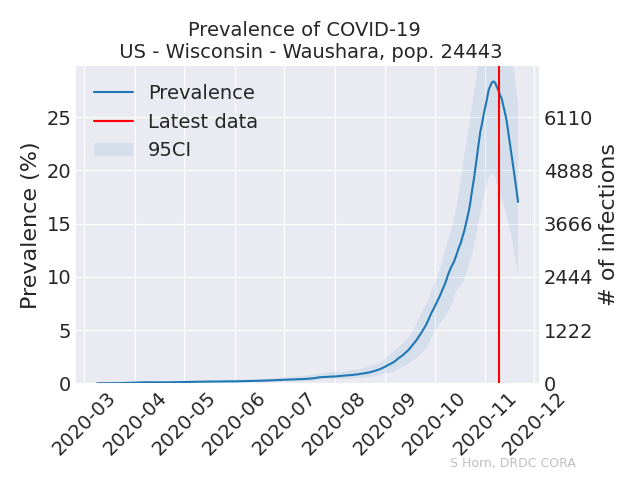 Prevalence of COVID-19
US - Wisconsin - Waushara, pop. 24443
Prevalence
Latest data
95CI
Prevalence (%)
25
20
15
10
5
0
6110
4888
3666
2444
1222
0
# of infections
2020-03
2020-04
2020-05
2020-06
2020-07
2020-08
2020-09
2020-10
2020-11
2020-12
S Horn, DRDC CORA